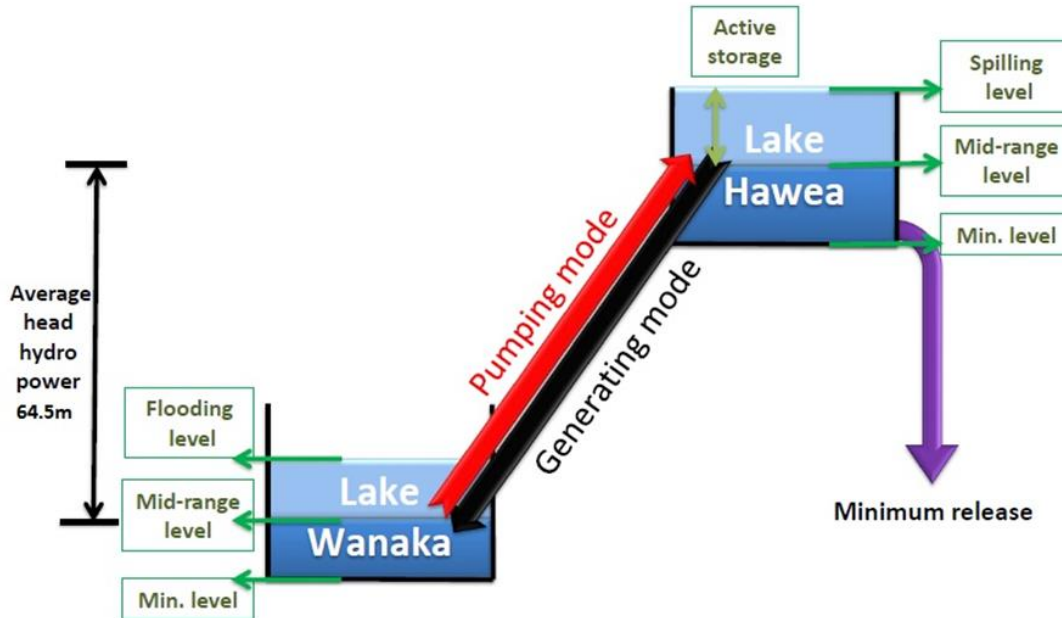 Active
storage
Spilling
level
Lake
Hawea
Mid-range
level
Min. level
Pumping mode
Generating mode
Average
head
hydro
power
64.5m
Flooding
level
Mid-range
level
Min. level
Lake
Wanaka
Minimum release